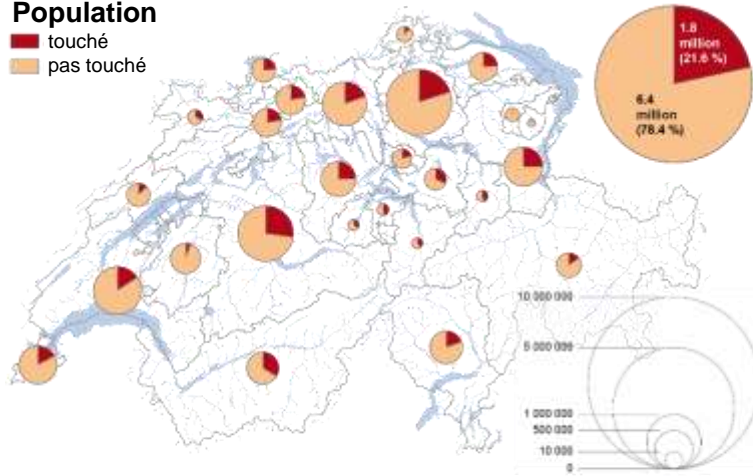 Population
touché
pas touché
1.8
million
(21.6 %)
6.4
million
(78.4 %)
10 000 000
5 000 000
1 000 000
500 000
10 000
0